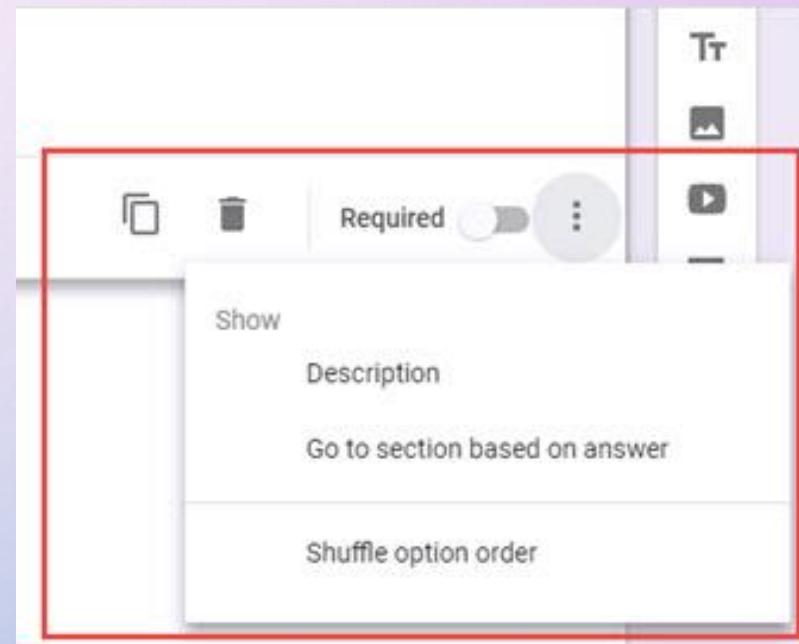 Tт
Required
Show
Description
Go to section based on answer
Shuffle option order